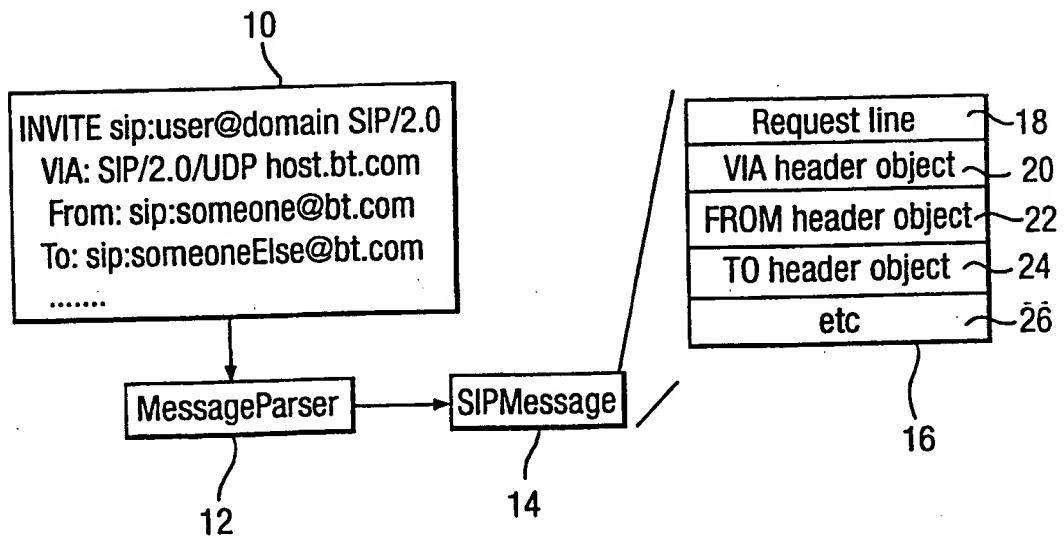 10
INVITE sip:user@domain SIP/2.0
VIA: SIP/2.0/UDP host.bt.com
From: sip:someone@bt.com
To: sip:someoneElse@bt.com
.......
MessageParser
12
SIPMessage
14
Request line
18
VIA header object
20
FROM header object
22
TO header object
24
etc
26
16